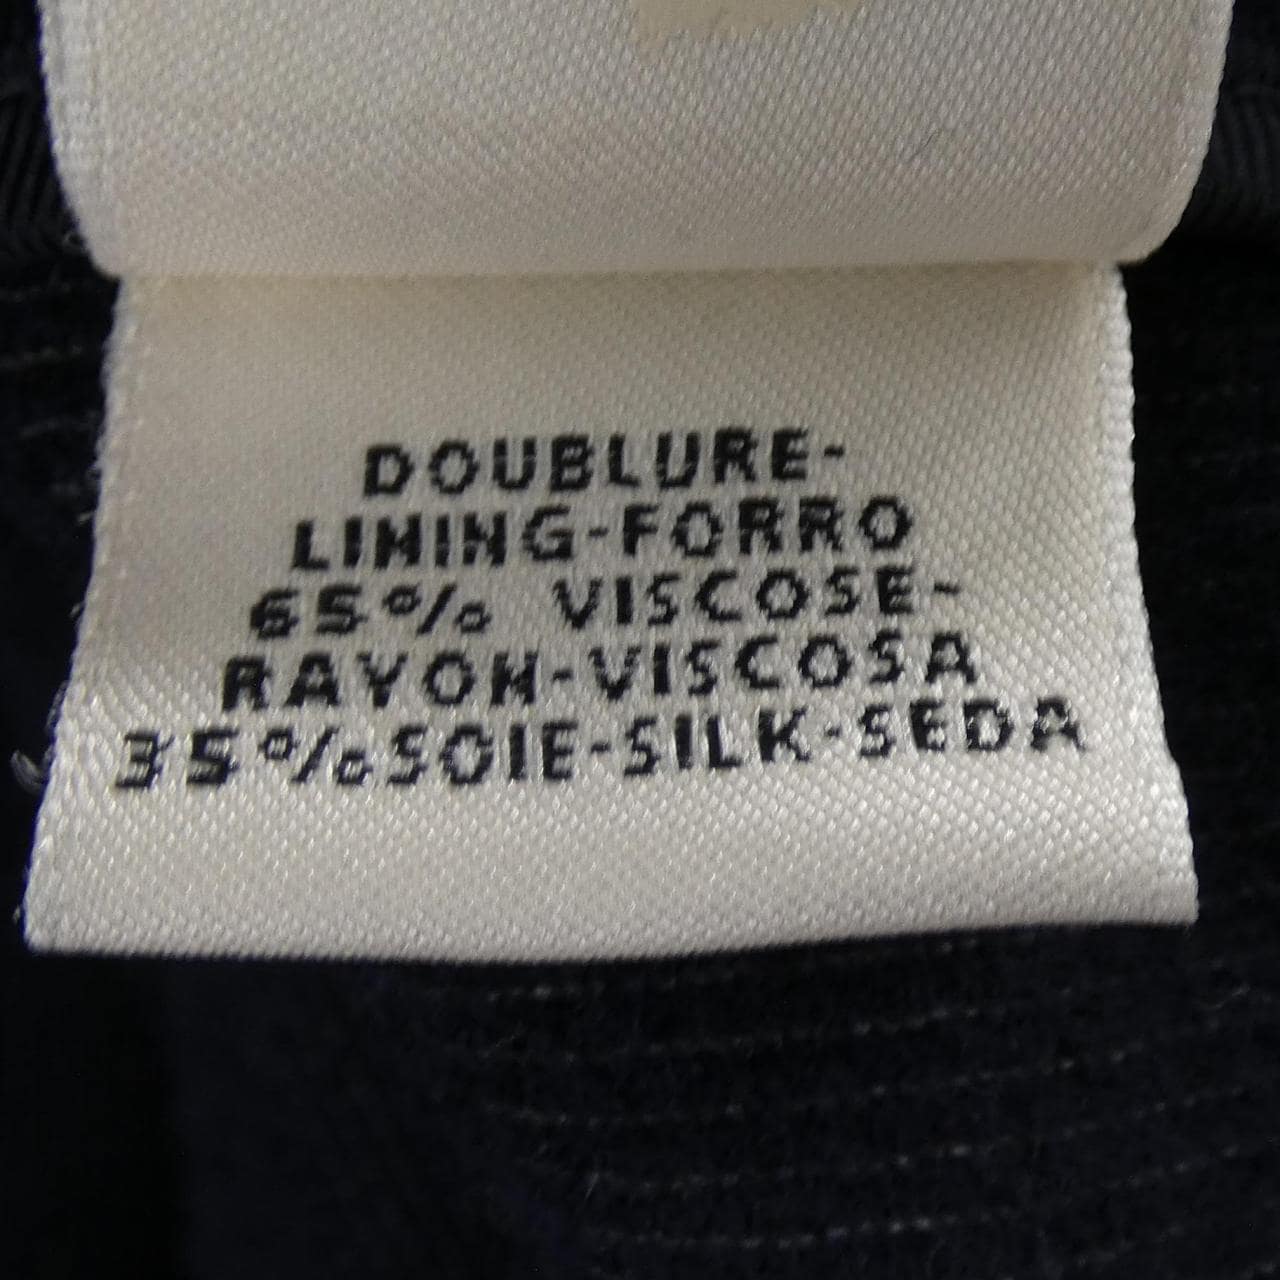 DOUBLURE-
LINING-FORRO
65% VISCOSE-
RAYON-VISCOSA
35%SOIE-SILK-SEDA